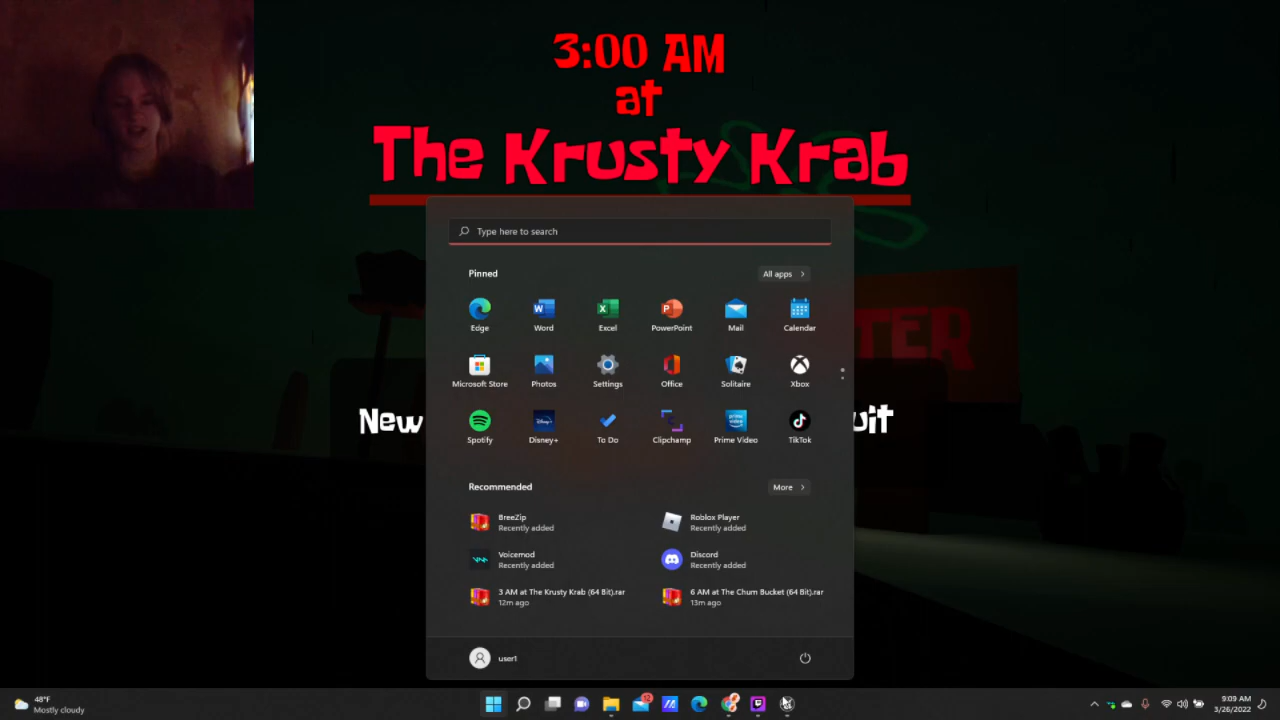 3:00 AM
at
The Krusty Krab
Type here to search
Pinned
All apps
Edge
Word
Excel
PowerPoint
Mail
Calendar
Microsoft Store
Photos
Settings
Office
Solitaire
Xbox
New
uit
Spotify
Disney+
To Do
Clipchamp
Prime Video
TikTok
Recommended
More
BreeZip
Recently added
Roblox Player
Recently added
Voicemod
Recently added
Discord
Recently added
3 AM at The Krusty Krab (64 Bit).rar
12m ago
6 AM at The Chum Bucket (64 Bit).rar
13m ago
user1
48°F
Mostly cloudy
9:09 AM
3/26/2022